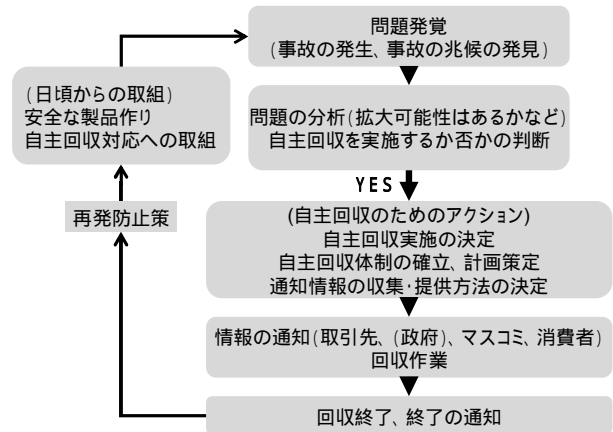 問題発覚
(事故の発生、事故の兆候の発見)
(日頃からの取組)
安全な製品作り
自主回収対応への取組
問題の分析(拡大可能性はあるかなど)
自主回収を実施するか否かの判断
YES
再発防止策
(自主回収のためのアクション)
自主回収実施の決定
自主回収体制の確立、計画策定
通知情報の収集・提供方法の決定
情報の通知(取引先、(政府)、マスコミ、消費者)
回収作業
回収終了、終了の通知